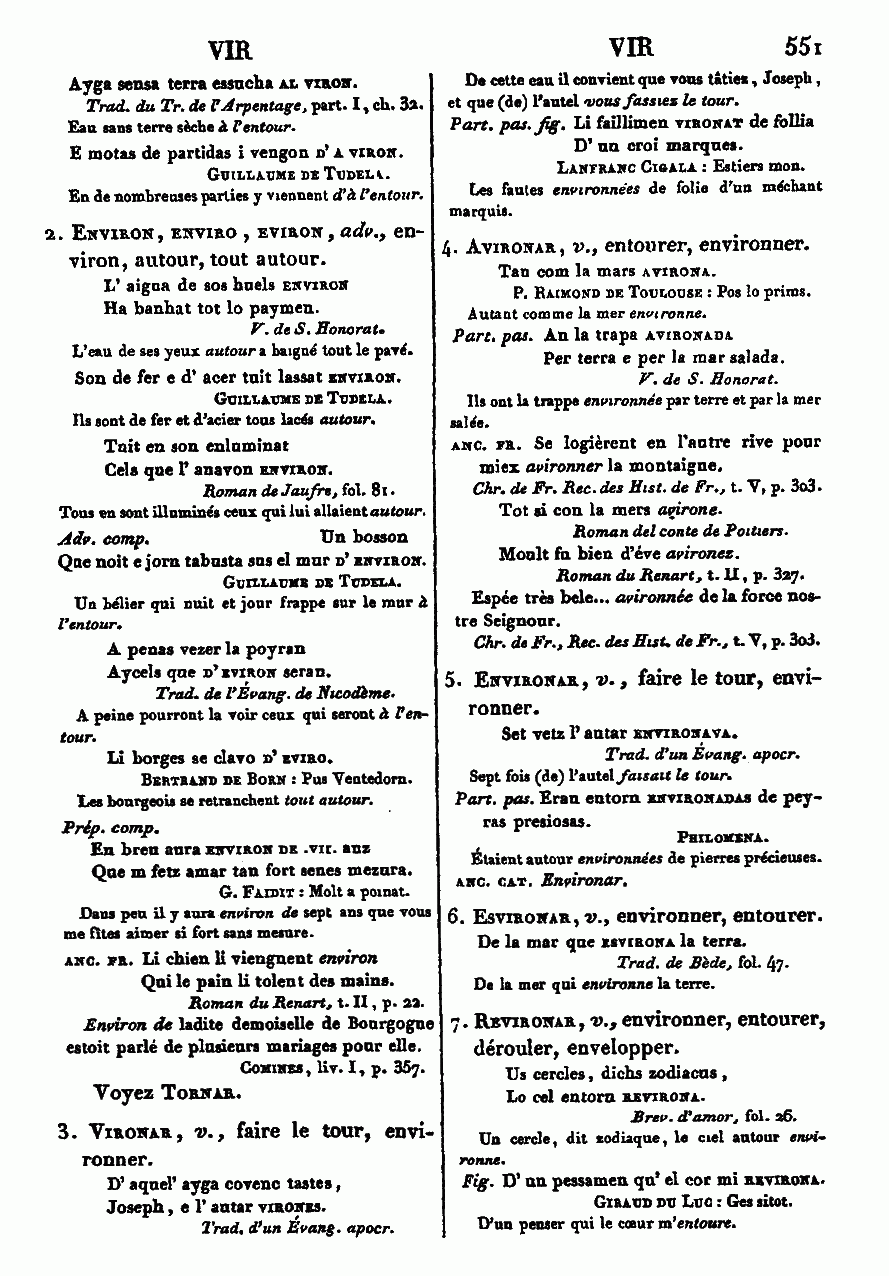 VIR
Ayga sensa terra essucha AL VIRON.
Trad. du Tr. de l'Arpentage, part. I, ch. 32.
Eau sans terre sèche à l'entour.
E motas de partidas i vengon D' A VIRON.
GUILLAUME DE TUDELA.
En de nombreuses parties y viennent d'à l'entour.
2. ENVIRON, ENVIRO, EVIRON, adv., en-
viron, autour, tout autour.
L' aigua de sos huels ENVIRON
Ha banhat tot lo paymen.
V. de S. Honorat.
L'eau de ses yeux autour a baigné tout le pavé.
Son de fer e d' acer tuit lassat ENVIRON.
GUILLAUME DE TUDELA.
Ils sont de fer et d'acier tous lacés autour.
Tuit en son enluminat
Cels que l' anavon ENVIRON.
Roman de Jaufre, fol. 81.
Tous en sont illuminés ceux qui lui allaient autour.
Adv. comp. Un bosson
Que noit e jorn tabusta sus el mur D' ENVIRON.
GUILLAUME DE TUDELA.
Un bélier qui nuit et jour frappe sur le mur à
l'entour.
A penas vezer la poyran
Aycels que D' EVIRON seran.
Trad. de l'Évang. de Nicodème.
A peine pourront la voir ceux qui seront à l'en-
tour.
Li borges se clavo D' EVIRO.
BERTRAND DE BORN : Pus Ventedorn.
Les bourgeois se retranchent tout autour.
Prép. comp.
En breu aura ENVIRON DE .VII. anz
Que m fetz amar tan fort senes mezura.
G. FAIDIT : Molt a poinat.
Dans peu il y aura environ de sept ans que vous
me fîtes aimer si fort sans mesure.
ANC. FR. Li chien li viengnent environ
Qui le pain li tolent des mains.
Roman du Renart, t. II, p. 22.
Environ de ladite demoiselle de Bourgogne
estoit parlé de plusieurs mariages pour elle.
COMINES, liv. I, p. 357.
Voyez TORNAR.
3. VIRONAR, v., faire le tour, envi-
ronner.
D' aquel' ayga covenc tastes,
Joseph, e l' autar VIRONES.
Trad. d'un Évang. apocr.
VIR 551
De cette eau il convient que vous tâtiez, Joseph,
et que (de) l'autel vous fassiez le tour.
Part. pas. fig. Li faillimen VIRONAT de follia
D' un croi marques.
LANFRANC CIGALA : Estiers mon.
Les fautes environnées de folie d'un méchant
marquis.
4. AVIRONAR, v., entourer, environner.
Tan com la mars AVIRONA.
P. RAIMOND DE TOULOUSE : Pos lo prims.
Autant comme la mer environne.
Part. pas. An la trapa AVIRONADA
Per terra e per la mar salada.
V. de S. Honorat.
Ils ont la trappe environnée par terre et par la mer
salée.
ANC. FR. Se logièrent en l'autre rive pour
miex avironner la montaigne.
Chr. de Fr. Rec. des Hist. de Fr., t. V, p. 303.
Tot si con la mers avirone.
Roman del conte de Poitiers.
Moult fu bien d'éve avironez.
Roman du Renart, t. II, p. 327.
Espée très bele... avironnée de la force nos-
tre Seignour.
Chr. de Fr., Rec. des Hist. de Fr., t. V, p. 303.
5. ENVIRONAR, v., faire le tour, envi-
ronner.
Set vetz l' autar ENVIRONAVA.
Trad. d'un Évang. apocr.
Sept fois (de) l'autel faisait le tour.
Part. pas. Eran entorn ENVIRONADAS de pey-
ras presiosas.
PHILOMENA.
Étaient autour environnées de pierres précieuses.
ANC. CAT. Environar.
6. ESVIRONAR, v., environner, entourer.
De la mar que ESVIRONA la terra.
Trad. de Bède, fol. 47.
De la mer qui environne la terre.
7. REVIRONAR, v., environner, entourer,
dérouler, envelopper.
Us cercles, dichs zodiacus,
Lo cel entorn REVIRONA.
Brev. d'amor, fol. 26.
Un cercle, dit zodiaque, le ciel autour envi-
ronne.
Fig. D' un pessamen qu' el cor mi REVIRONA.
GIRAUD DU LUC : Ges sitot.
D'un penser qui le cœur m'entoure.